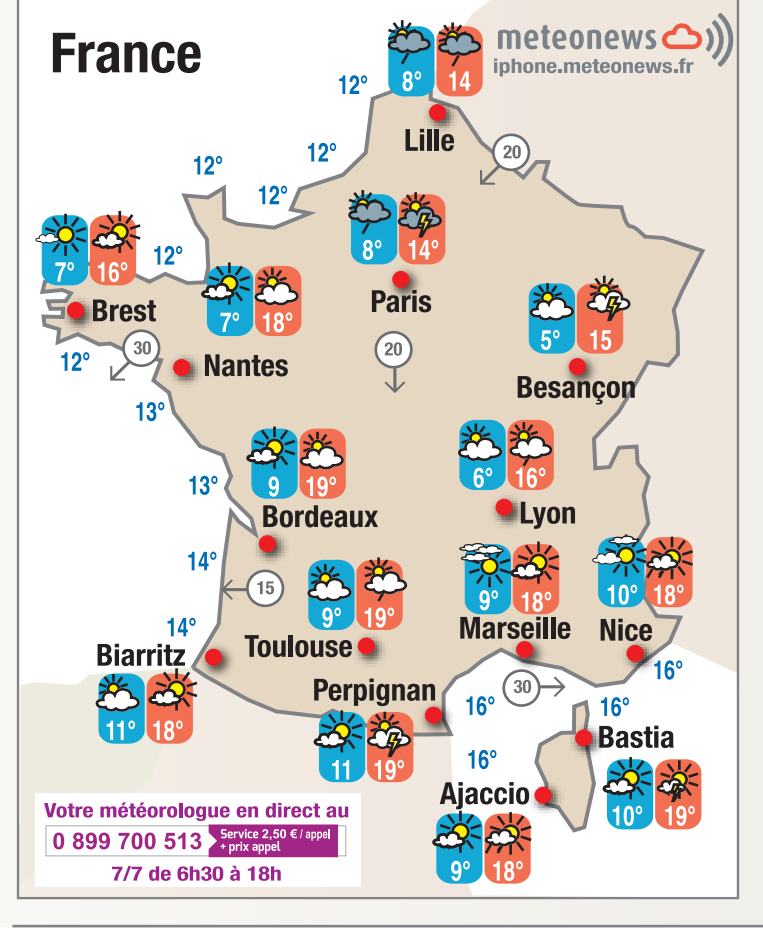 France
meteonews
iphone.meteonews.fr
8° 14
12°
Lille
12°
20
12°
12°
8° 14°
7° 16°
12°
Paris
Brest
7° 18°
5° 15
30
20
12°
Nantes
Besançon
13°
9 19°
6° 16°
13°
Bordeaux
Lyon
14°
15
9° 19°
9° 18°
10° 18°
14°
Marseille
Nice
Biarritz
Toulouse
16°
11° 18°
Perpignan
30
16°
16°
11 19°
Bastia
16°
Ajaccio
10° 19°
9° 18°
Votre météorologue en direct au
0 899 700 513 Service 2,50 € / appel
+ prix appel
7/7 de 6h30 à 18h